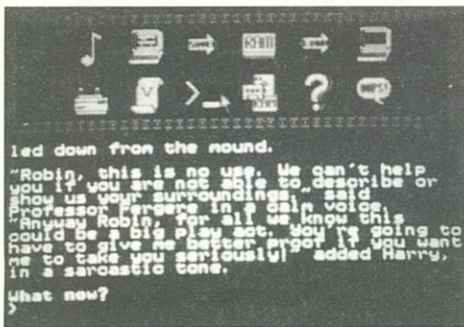 RAM
V
?
OOPS!
led down from the mound.
"Robin, this is no use. We can't help
you if you are not able to describe or
show us your surroundings" said
Professor Fergers in a calm voice.
"Anyway Robin, for all we know this
could be a big play act. You're going to
have to give me better proof if you want
me to take you seriously" added Harry,
in a sarcastic tone.
What now?
>